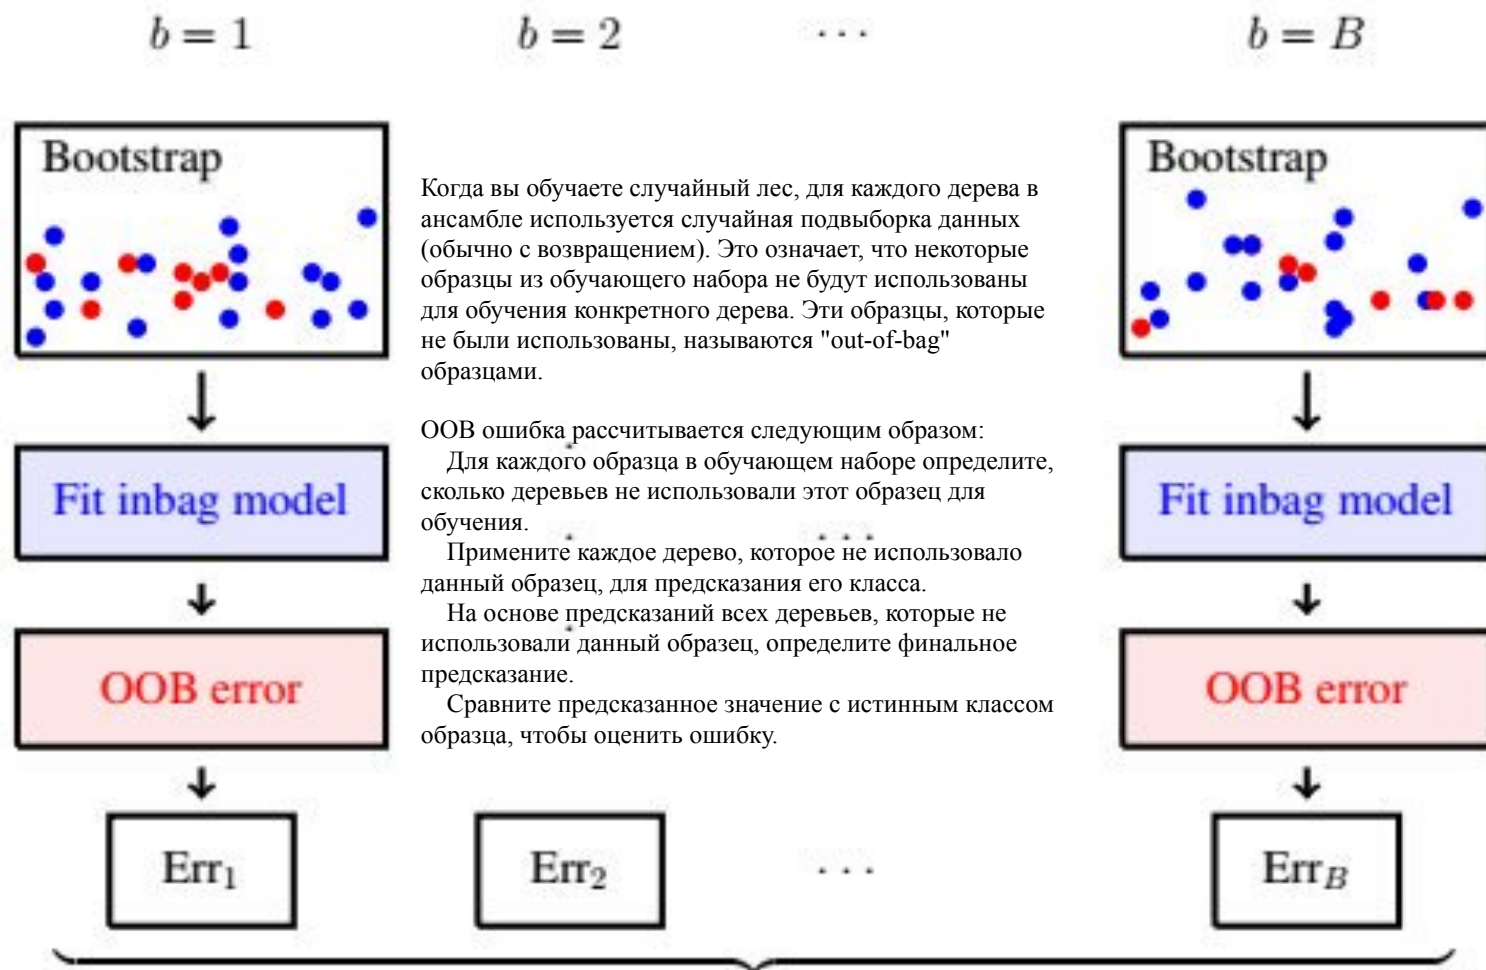 b = 1
b = 2
· · ·
b = B
Bootstrap
Bootstrap
Когда вы обучаете случайный лес, для каждого дерева в
ансамбле используется случайная подвыборка данных
(обычно с возвращением). Это означает, что некоторые
образцы из обучающего набора не будут использованы
для обучения конкретного дерева. Эти образцы, которые
не были использованы, называются "out-of-bag"
образцами.
OOB ошибка рассчитывается следующим образом:
Для каждого образца в обучающем наборе определите,
сколько деревьев не использовали этот образец для
обучения.
Примените каждое дерево, которое не использовало
данный образец, для предсказания его класса.
На основе предсказаний всех деревьев, которые не
использовали данный образец, определите финальное
предсказание.
Сравните предсказанное значение с истинным классом
образца, чтобы оценить ошибку.
Fit inbag model
· · ·
Fit inbag model
OOB error
OOB error
Err₁
Err₂
· · ·
Err_B